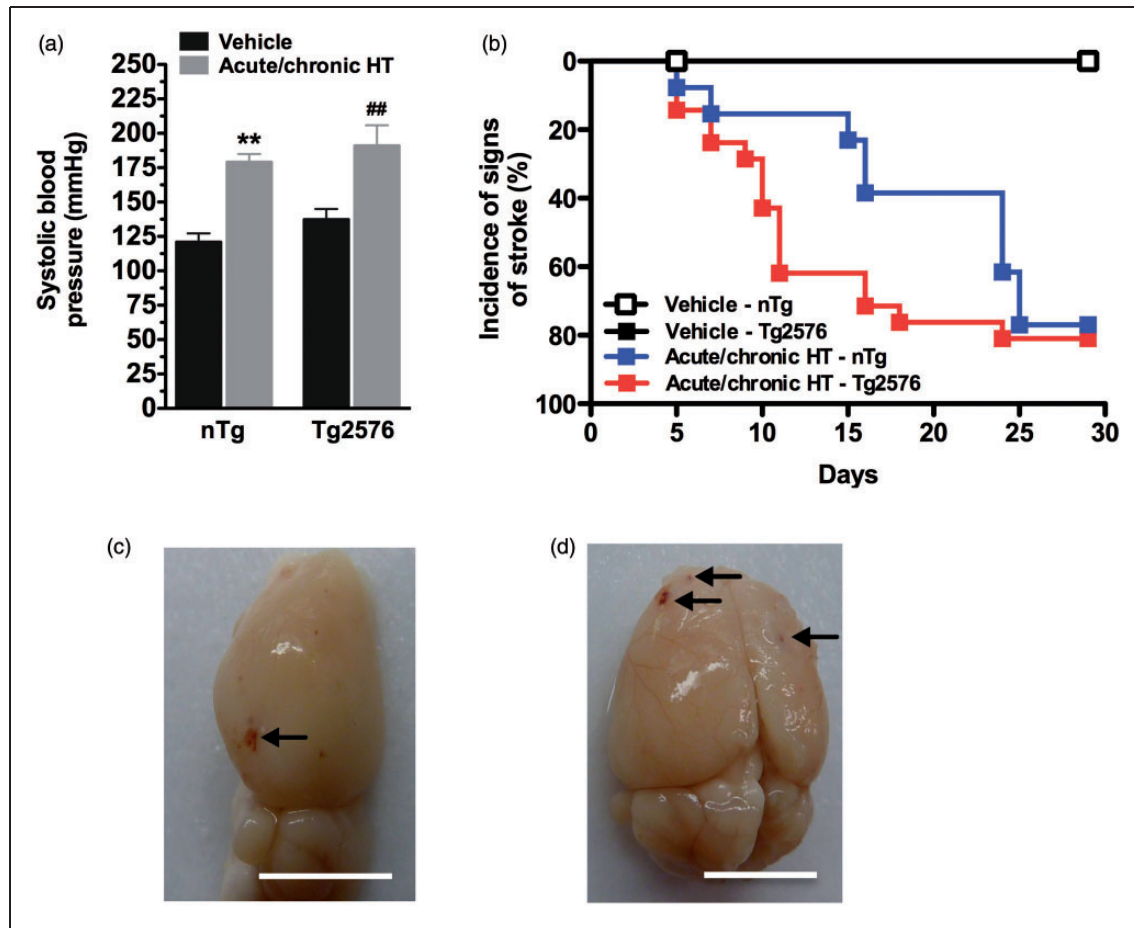 (a)
Vehicle
Acute/chronic HT
250
225
200
175
150
125
100
75
50
25
0
Systolic blood
pressure (mmHg)
**
##
nTg
Tg2576
(b)
0
20
40
60
80
100
Incidence of signs
of stroke (%)
Vehicle - nTg
Vehicle - Tg2576
Acute/chronic HT - nTg
Acute/chronic HT - Tg2576
0 5 10 15 20 25 30
Days
(c)
(d)